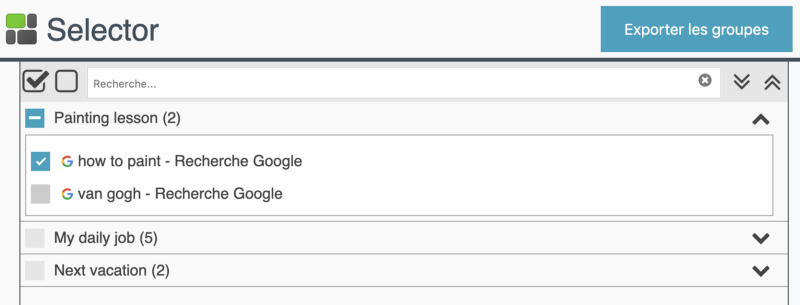 Selector
Exporter les groupes
Recherche...
Painting lesson (2)
how to paint - Recherche Google
van gogh - Recherche Google
My daily job (5)
Next vacation (2)